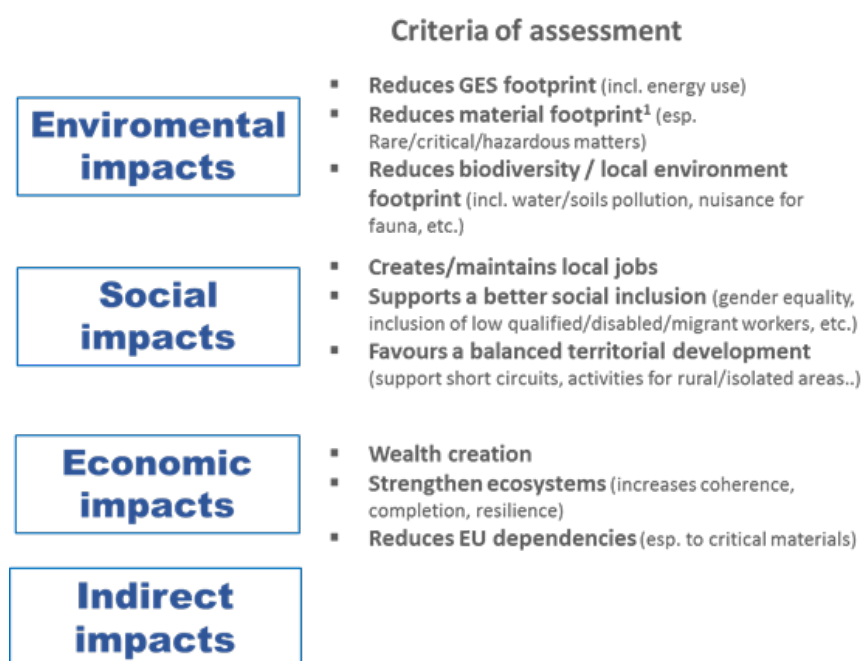 Criteria of assessment
Enviromental
impacts
▪ Reduces GES footprint (incl. energy use)
▪ Reduces material footprint¹ (esp.
Rare/critical/hazardous matters)
▪ Reduces biodiversity / local environment
footprint (incl. water/soils pollution, nuisance for
fauna, etc.)
Social
impacts
▪ Creates/maintains local jobs
▪ Supports a better social inclusion (gender equality,
inclusion of low qualified/disabled/migrant workers, etc.)
▪ Favours a balanced territorial development
(support short circuits, activities for rural/isolated areas..)
Economic
impacts
▪ Wealth creation
▪ Strengthen ecosystems (increases coherence,
completion, resilience)
▪ Reduces EU dependencies (esp. to critical materials)
Indirect
impacts